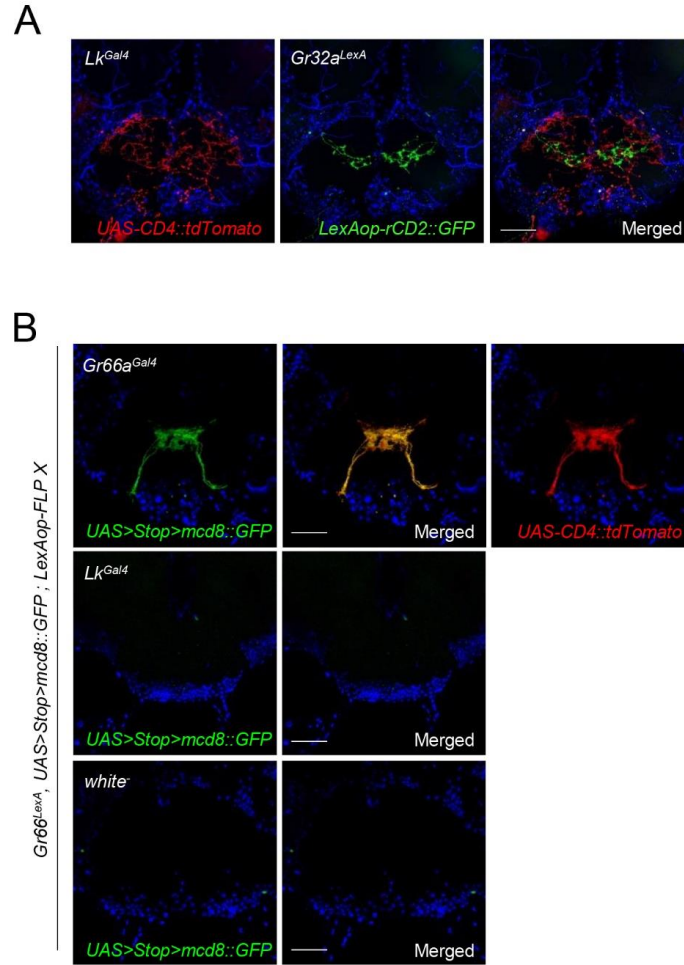 A
Lk^Gal4
Gr32a^LexA
UAS-CD4::tdTomato
LexAop-rCD2::GFP
Merged
B
Gr66^LexA, UAS>Stop>mcd8::GFP ; LexAop-FLP X
Gr66a^Gal4
UAS>Stop>mcd8::GFP
Merged
UAS-CD4::tdTomato
Lk^Gal4
UAS>Stop>mcd8::GFP
Merged
white^-
UAS>Stop>mcd8::GFP
Merged